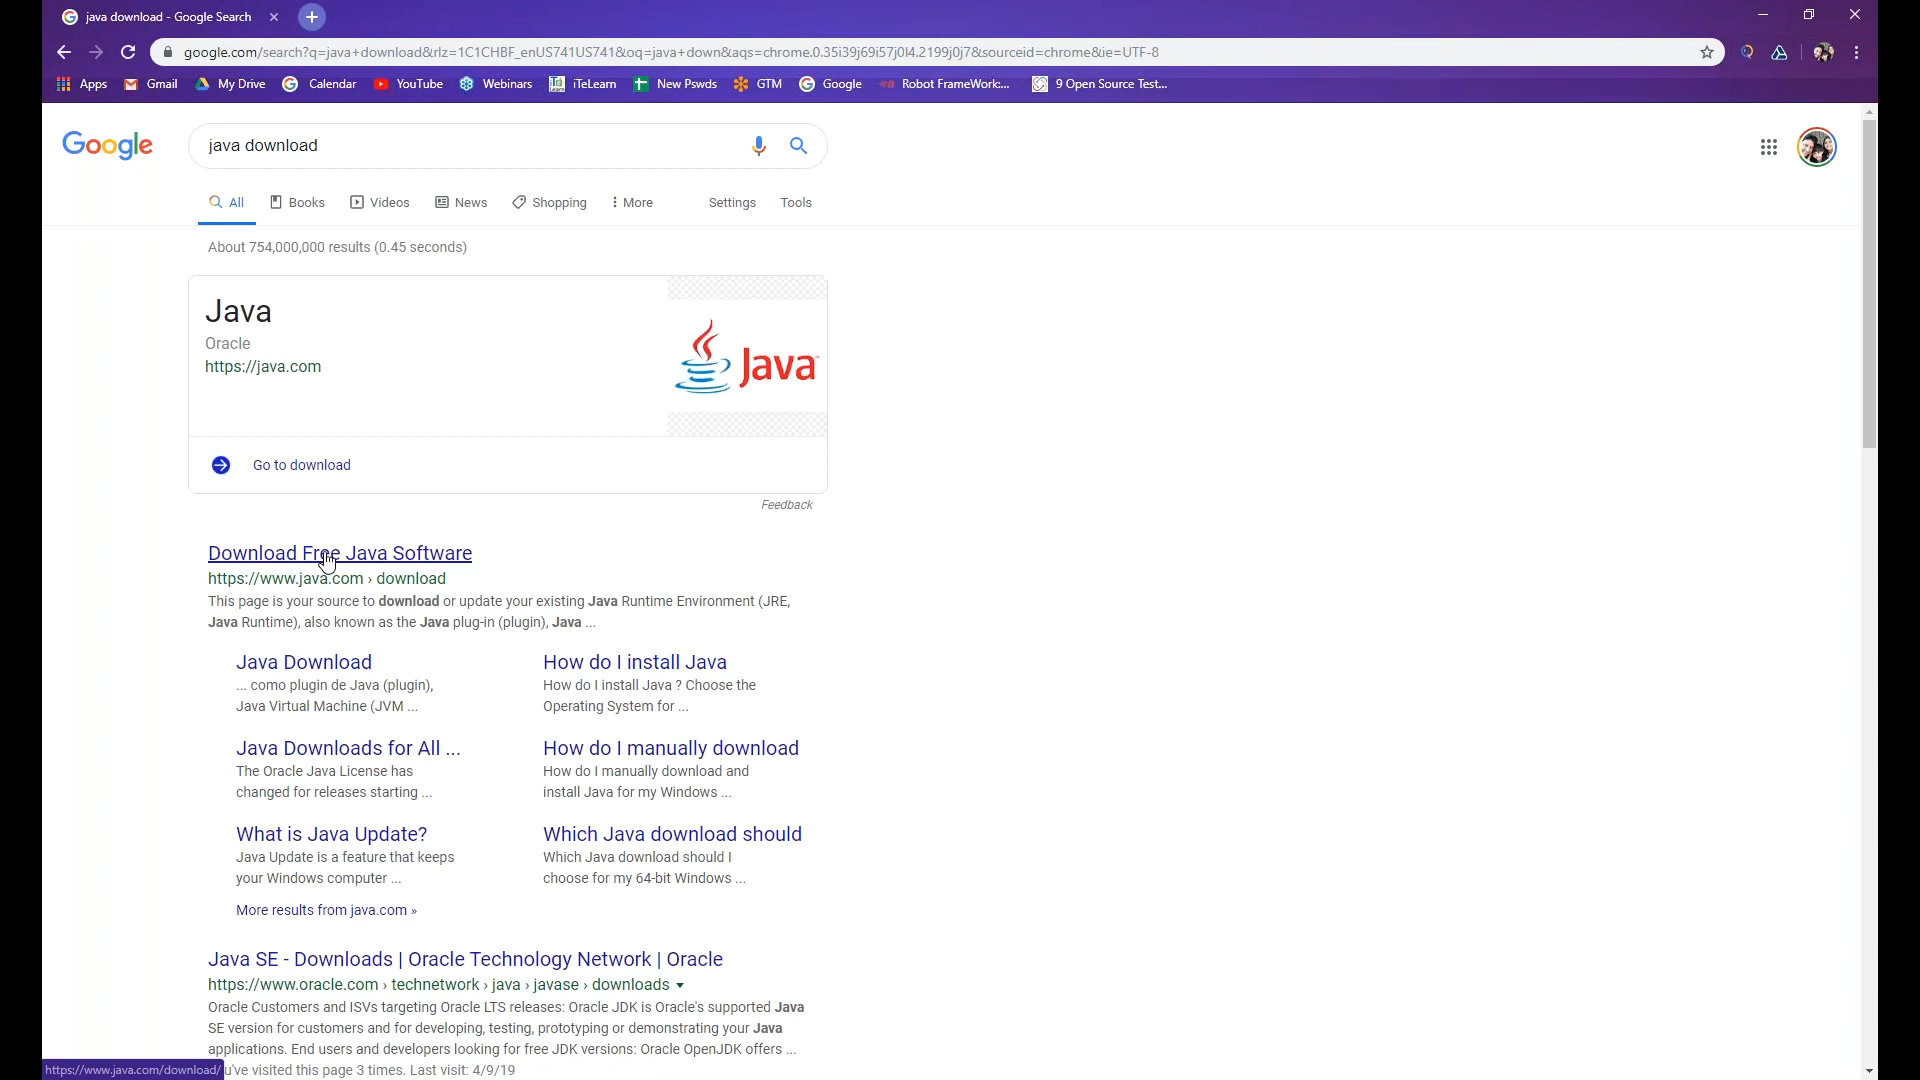 java download - Google Search
google.com/search?q=java+download&rlz=1C1CHBF_enUS741US741&oq=java+down&aqs=chrome.0.35i39j69i57j0l4.2199j0j7&sourceid=chrome&ie=UTF-8
Apps Gmail My Drive Calendar YouTube Webinars iTeLearn New Pswds GTM Google Robot FrameWork:... 9 Open Source Test...
Google java download
All Books Videos News Shopping More Settings Tools
About 754,000,000 results (0.45 seconds)
Java
Oracle
https://java.com
Java
Go to download
Feedback
Download Free Java Software
https://www.java.com › download
This page is your source to download or update your existing Java Runtime Environment (JRE,
Java Runtime), also known as the Java plug-in (plugin), Java ...
Java Download
... como plugin de Java (plugin),
Java Virtual Machine (JVM ...
How do I install Java
How do I install Java ? Choose the
Operating System for ...
Java Downloads for All ...
The Oracle Java License has
changed for releases starting ...
How do I manually download
How do I manually download and
install Java for my Windows ...
What is Java Update?
Java Update is a feature that keeps
your Windows computer ...
Which Java download should
Which Java download should I
choose for my 64-bit Windows ...
More results from java.com »
Java SE - Downloads | Oracle Technology Network | Oracle
https://www.oracle.com › technetwork › java › javase › downloads
Oracle Customers and ISVs targeting Oracle LTS releases: Oracle JDK is Oracle's supported Java
SE version for customers and for developing, testing, prototyping or demonstrating your Java
applications. End users and developers looking for free JDK versions: Oracle OpenJDK offers ...
https://www.java.com/download/ u've visited this page 3 times. Last visit: 4/9/19